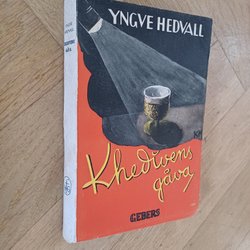 YNGVE HEDVALL
Khedivens
gåva
GEBERS